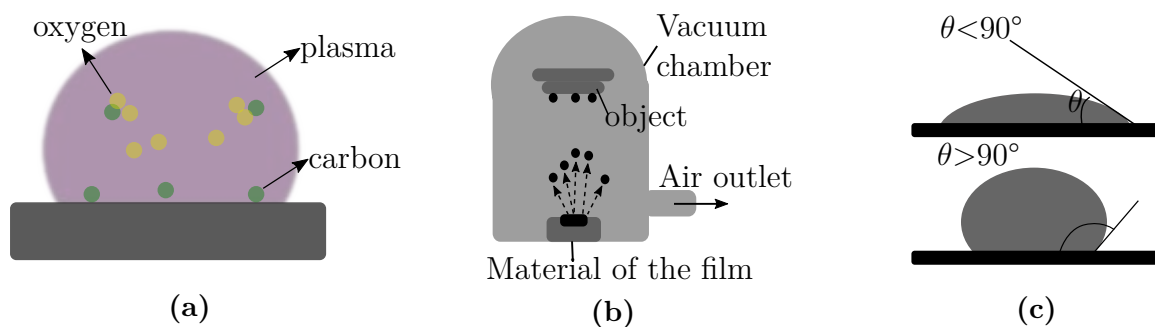 oxygen
plasma
carbon
(a)
Vacuum
chamber
object
Air outlet
Material of the film
(b)
θ<90°
θ
θ>90°
(c)